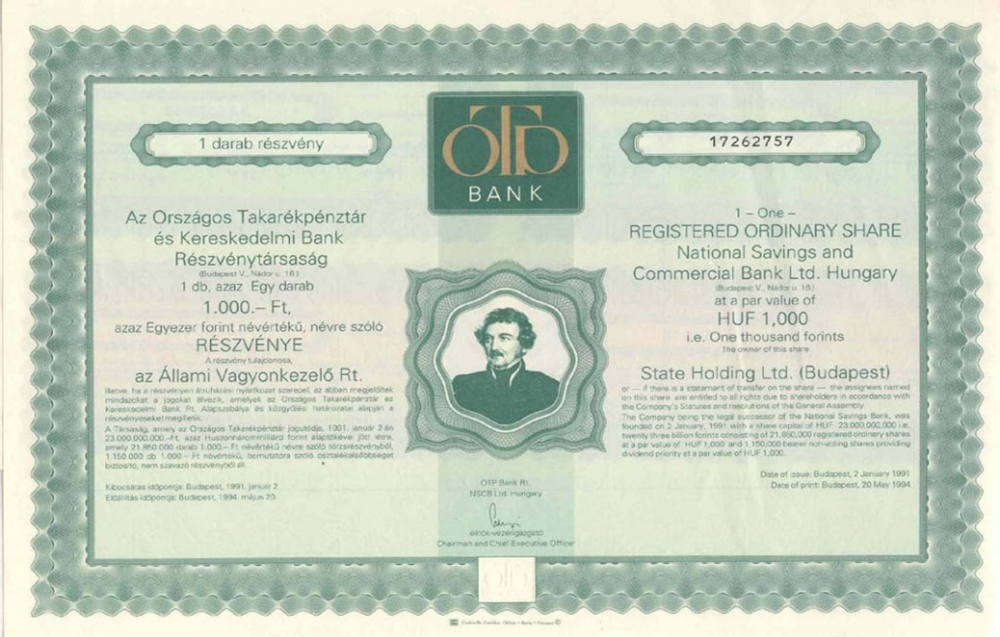 OTP
BANK
1 darab részvény
Az Országos Takarékpénztár
és Kereskedelmi Bank
Részvénytársaság
(Budapest V., Nádor u. 16.)
1 db, azaz Egy darab
1.000.– Ft,
azaz Egyezer forint névértékű, névre szóló
RÉSZVÉNYE
A részvény tulajdonosa,
az Állami Vagyonkezelő Rt.
illetve, ha a részvényen átruházási nyilatkozat szerepel, az abban megjelöltek
mindazokat a jogokat élvezik, amelyek az Országos Takarékpénztár és
Kereskedelmi Bank Rt. Alapszabálya és közgyűlési határozatai alapján a
részvényeseket megilletik.
A Társaság, amely az Országos Takarékpénztár jogutódja, 1991. január 2-án
23.000.000.000.–Ft, azaz Huszonhárommilliárd forint alaptőkével jött létre,
amely 21.850.000 darab 1.000.– Ft névértékű névre szóló törzsrészvényből,
1.150.000 db 1.000.– Ft névértékű, bemutatóra szóló osztalékelsőbbséget
biztosító, nem szavazó részvényből áll.
Kibocsátás időpontja: Budapest, 1991. január 2.
Előállítás időpontja: Budapest, 1994. május 20.
17262757
1 – One –
REGISTERED ORDINARY SHARE
National Savings and
Commercial Bank Ltd. Hungary
(Budapest V., Nádor u. 16.)
at a par value of
HUF 1,000
i.e. One thousand forints
The owner of this share
State Holding Ltd. (Budapest)
or — if there is a statement of transfer on the share — the assignees named
on this share are entitled to all rights due to shareholders in accordance with
the Company's Statutes and resolutions of the General Assembly.
The Company being the legal successor of the National Savings Bank, was
founded on 2 January, 1991 with a share capital of HUF 23.000,000,000 i.e.
twenty three billion forints consisting of 21,850,000 registered ordinary shares
at a par value of HUF 1,000 and 1,150,000 bearer non-voting shares providing
dividend priority at a par value of HUF 1,000.
Date of issue: Budapest, 2 January 1991
Date of print: Budapest, 20 May 1994
OTP Bank Rt.
NSCB Ltd. Hungary
elnök-vezérigazgató
Chairman and Chief Executive Officer
OTP